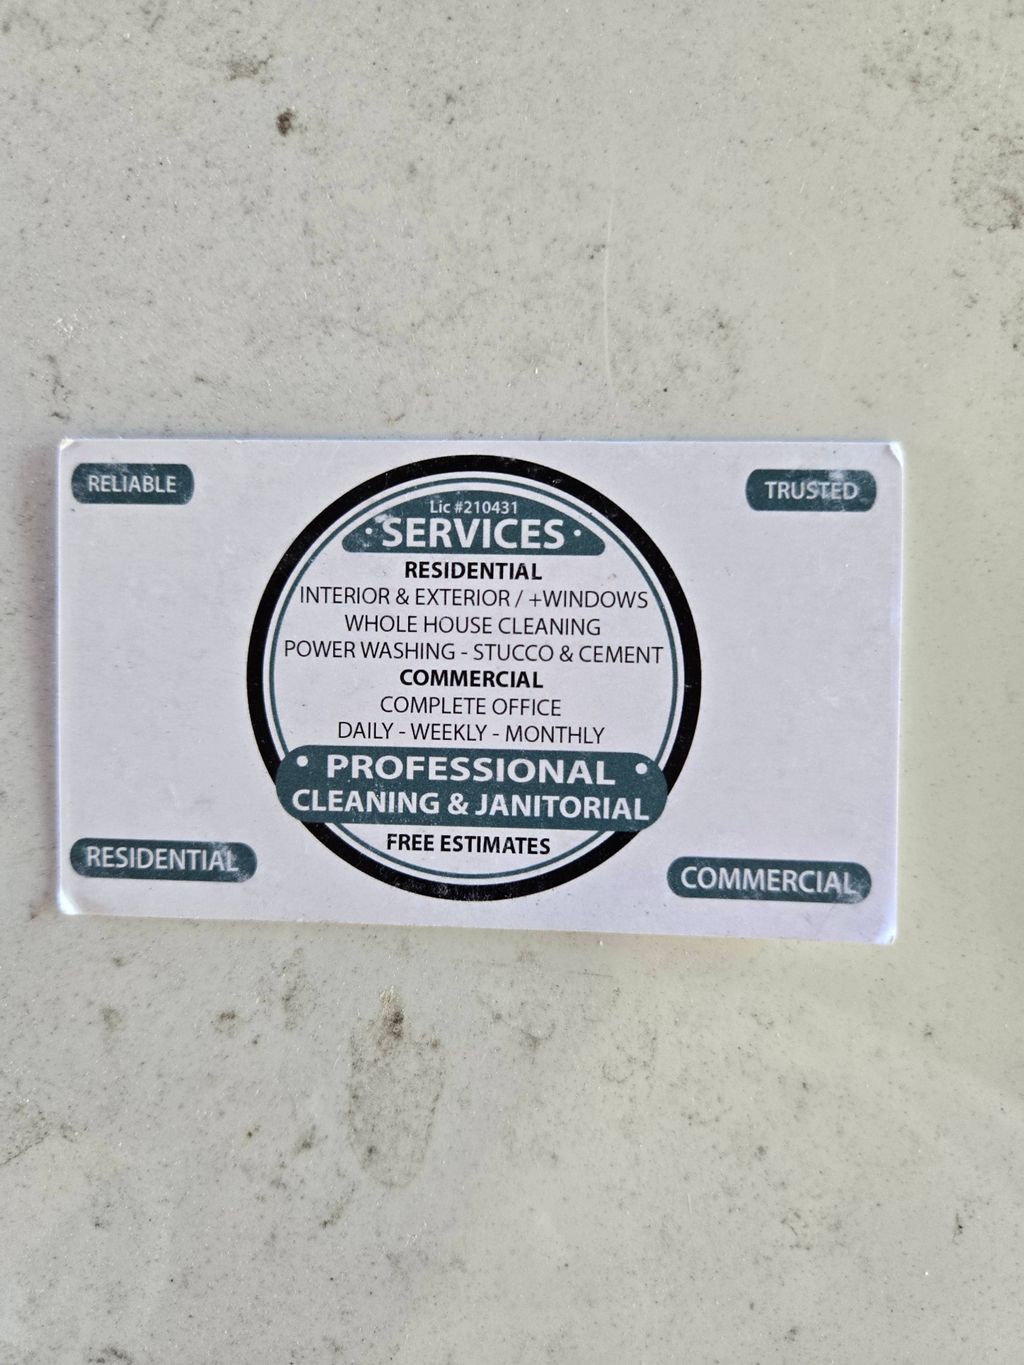 RELIABLE
TRUSTED
Lic #210431
• SERVICES •
RESIDENTIAL
INTERIOR & EXTERIOR / +WINDOWS
WHOLE HOUSE CLEANING
POWER WASHING - STUCCO & CEMENT
COMMERCIAL
COMPLETE OFFICE
DAILY - WEEKLY - MONTHLY
• PROFESSIONAL •
CLEANING & JANITORIAL
FREE ESTIMATES
RESIDENTIAL
COMMERCIAL